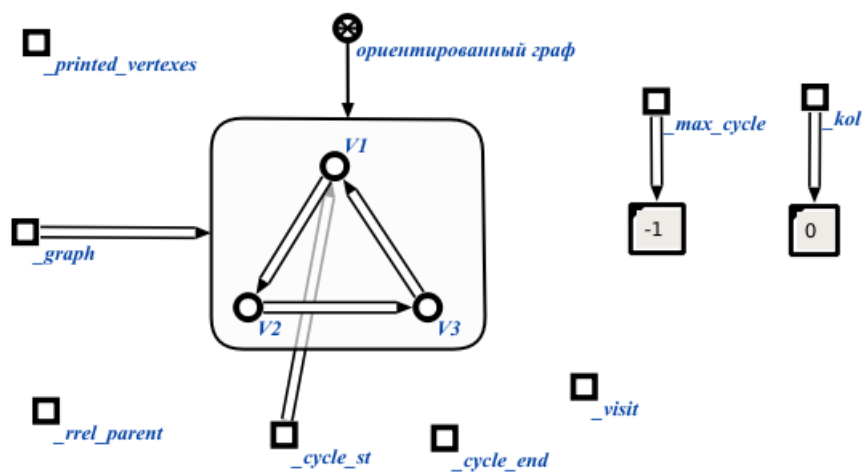 _printed_vertexes
ориентированный граф
_max_cycle
_kol
V1
-1
0
_graph
V2
V3
_rrel_parent
_cycle_st
_cycle_end
_visit